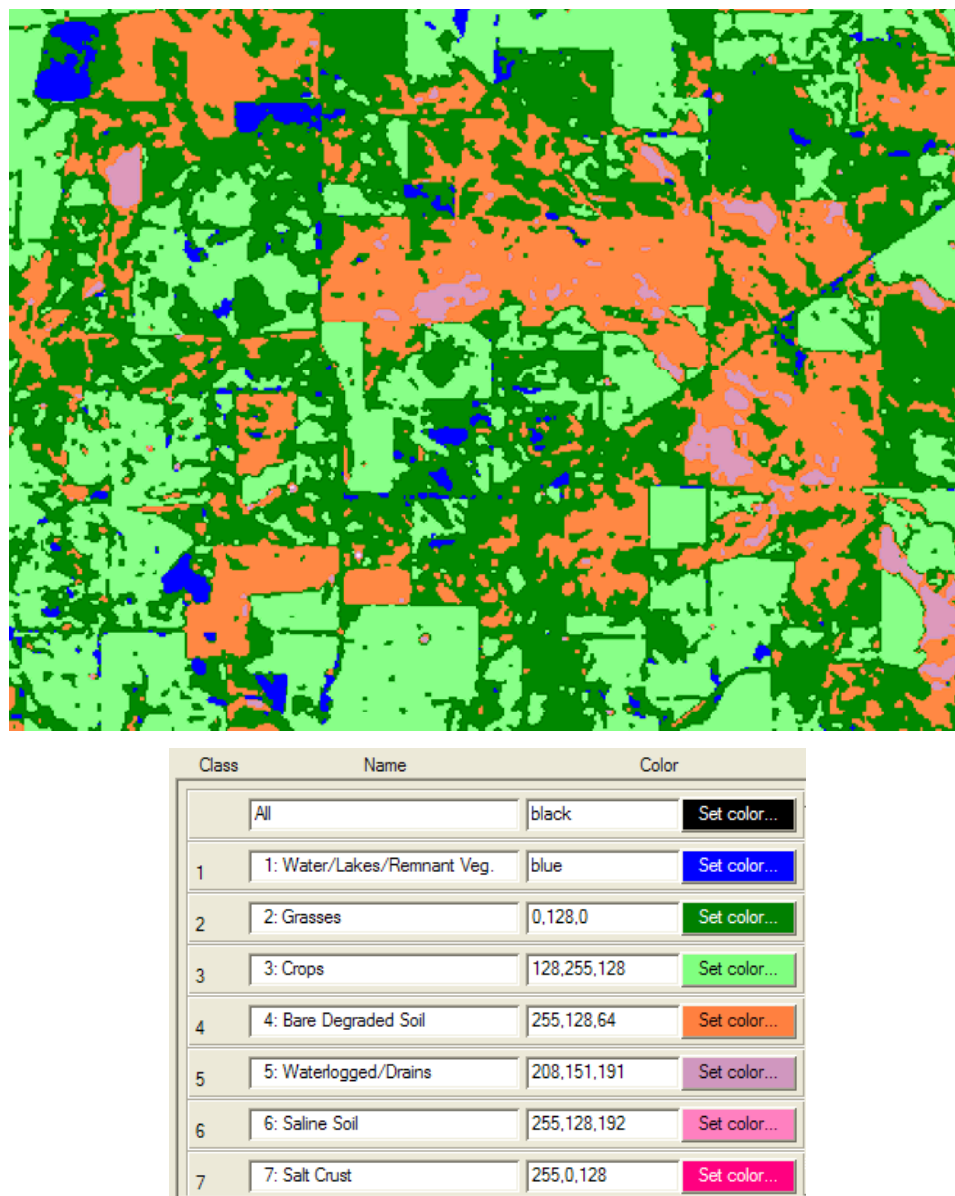 Class Name Color
All black Set color...
1 1: Water/Lakes/Remnant Veg. blue Set color...
2 2: Grasses 0,128,0 Set color...
3 3: Crops 128,255,128 Set color...
4 4: Bare Degraded Soil 255,128,64 Set color...
5 5: Waterlogged/Drains 208,151,191 Set color...
6 6: Saline Soil 255,128,192 Set color...
7 7: Salt Crust 255,0,128 Set color...